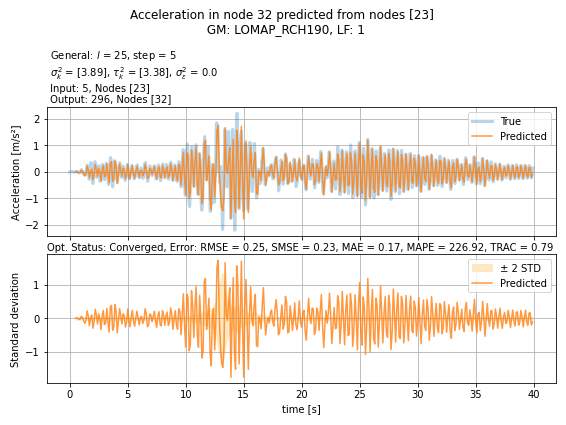 Acceleration in node 32 predicted from nodes [23]
GM: LOMAP_RCH190, LF: 1
General: l = 25, step = 5
σ²ₖ = [3.89], τ²ₖ = [3.38], σ²ε = 0.0
Input: 5, Nodes [23]
Output: 296, Nodes [32]
Acceleration [m/s²]
2
1
0
−1
−2
True
Predicted
Opt. Status: Converged, Error: RMSE = 0.25, SMSE = 0.23, MAE = 0.17, MAPE = 226.92, TRAC = 0.79
Standard deviation
1
0
−1
± 2 STD
Predicted
0 5 10 15 20 25 30 35 40
time [s]